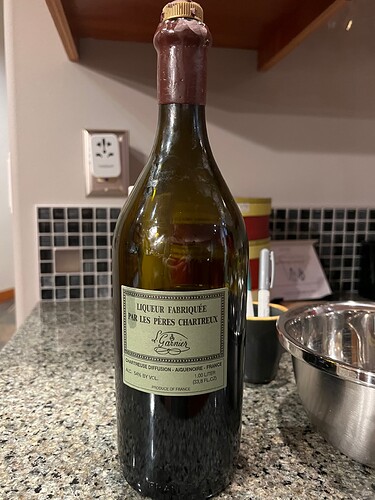 LIQUEUR FABRIQUÉE
PAR LES PÈRES CHARTREUX
L. Garnier
CHARTREUSE DIFFUSION - AIGUENOIRE - FRANCE
ALC. 54% BY VOL.
1,00 LITER
(33,8 FL/OZ)
PRODUCE OF FRANCE